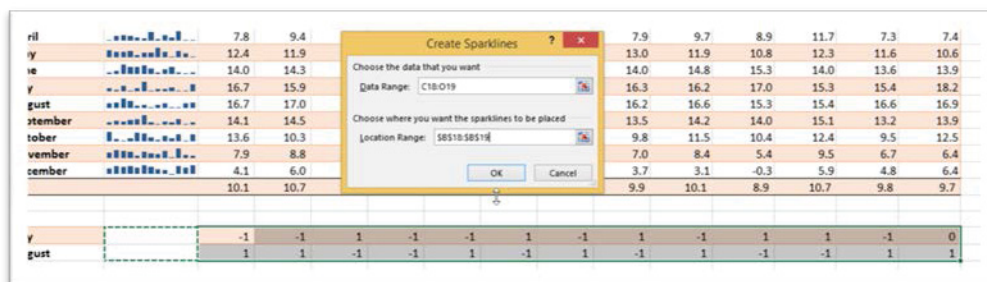 ril 7.8 9.4 7.9 9.7 8.9 11.7 7.3 7.4
y 12.4 11.9 13.0 11.9 10.8 12.3 11.6 10.6
ne 14.0 14.3 14.0 14.8 15.3 14.0 13.6 13.9
y 16.7 15.9 16.3 16.2 17.0 15.3 15.4 18.2
gust 16.7 17.0 16.2 16.6 15.3 15.4 16.6 16.9
ptember 14.1 14.5 13.5 14.2 14.0 15.1 13.2 13.9
tober 13.6 10.3 9.8 11.5 10.4 12.4 9.5 12.5
vember 7.9 8.8 7.0 8.4 5.4 9.5 6.7 6.4
cember 4.1 6.0 3.7 3.1 -0.3 5.9 4.8 6.4
10.1 10.7 9.9 10.1 8.9 10.7 9.8 9.7
Create Sparklines ?
Choose the data that you want
Data Range: C18:O19
Choose where you want the sparklines to be placed
Location Range: $B$18:$B$19
OK Cancel
y -1 -1 1 -1 -1 1 -1 1 -1 1 1 -1 0
gust 1 1 -1 -1 1 -1 1 -1 1 -1 -1 1 1